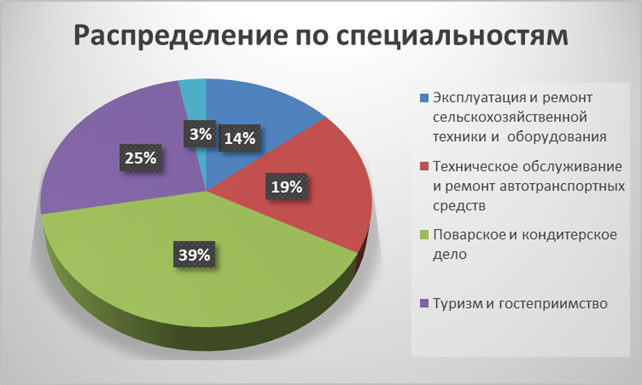 Распределение по специальностям
3%
14%
25%
19%
39%
Эксплуатация и ремонт
сельскохозяйственной
техники и оборудования
Техническое обслуживание
и ремонт автотранспортных
средств
Поварское и кондитерское
дело
Туризм и гостеприимство